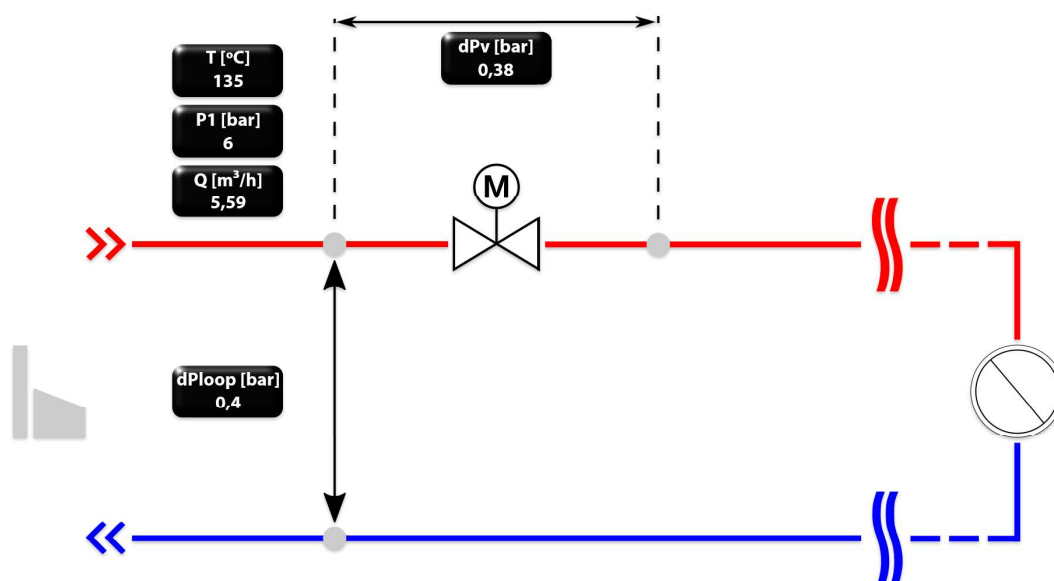 dPv [bar]
0,38
T [ºC]
135
P1 [bar]
6
Q [m³/h]
5,59
M
dPloop [bar]
0,4